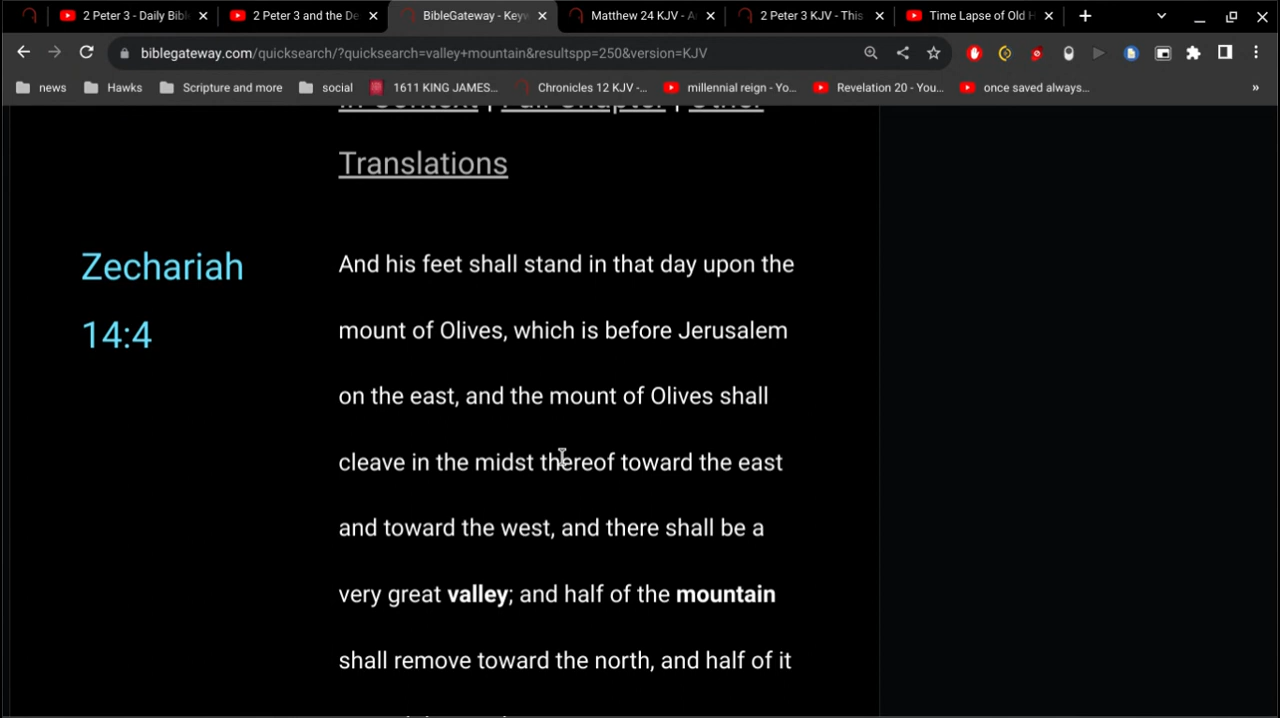 2 Peter 3 - Daily Bibl
2 Peter 3 and the De
BibleGateway - Keyw
Matthew 24 KJV - A
2 Peter 3 KJV - This
Time Lapse of Old H
biblegateway.com/quicksearch/?quicksearch=valley+mountain&resultspp=250&version=KJV
news
Hawks
Scripture and more
social
1611 KING JAMES...
Chronicles 12 KJV -...
millennial reign - Yo...
Revelation 20 - You...
once saved always...
»
In Context | Full Chapter | Other
Translations
Zechariah
14:4
And his feet shall stand in that day upon the
mount of Olives, which is before Jerusalem
on the east, and the mount of Olives shall
cleave in the midst thereof toward the east
and toward the west, and there shall be a
very great valley; and half of the mountain
shall remove toward the north, and half of it